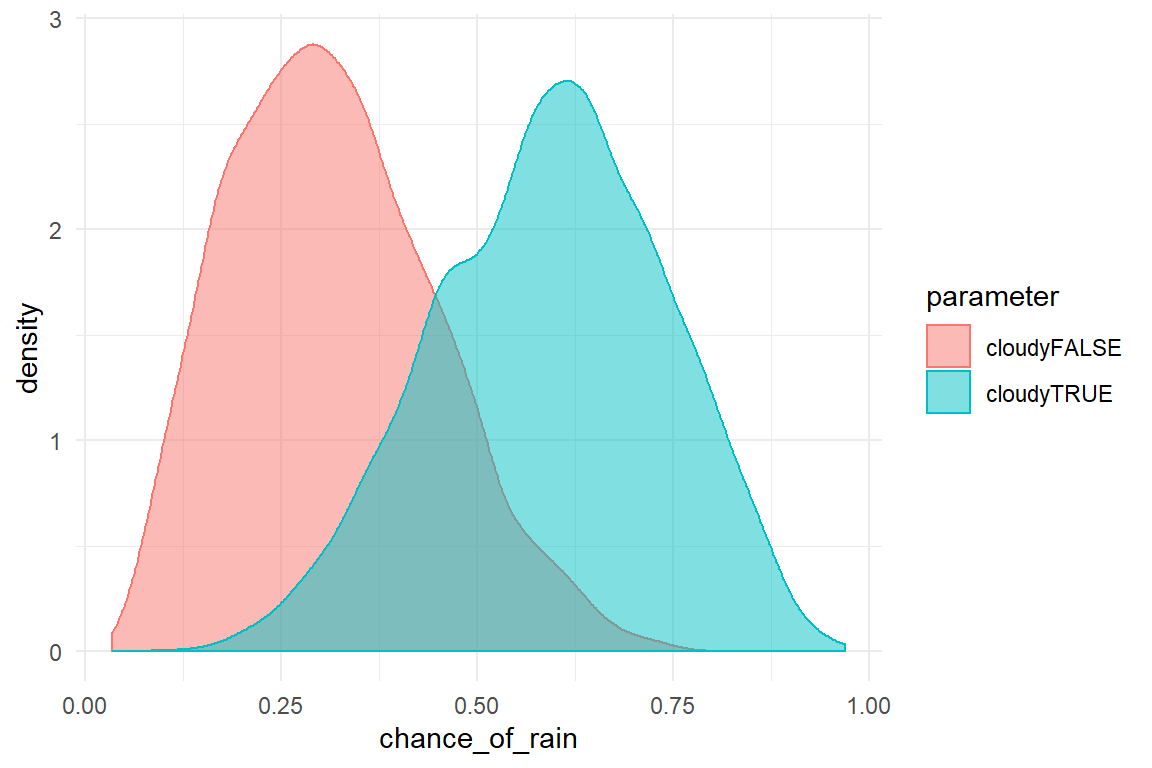 3
2
1
0
density
0.00 0.25 0.50 0.75 1.00
chance_of_rain
parameter
cloudyFALSE
cloudyTRUE